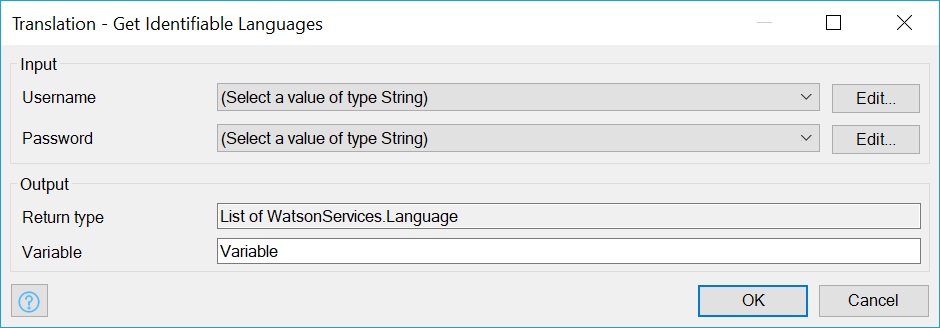 Translation - Get Identifiable Languages
Input
Username (Select a value of type String) Edit...
Password (Select a value of type String) Edit...
Output
Return type List of WatsonServices.Language
Variable Variable
? OK Cancel